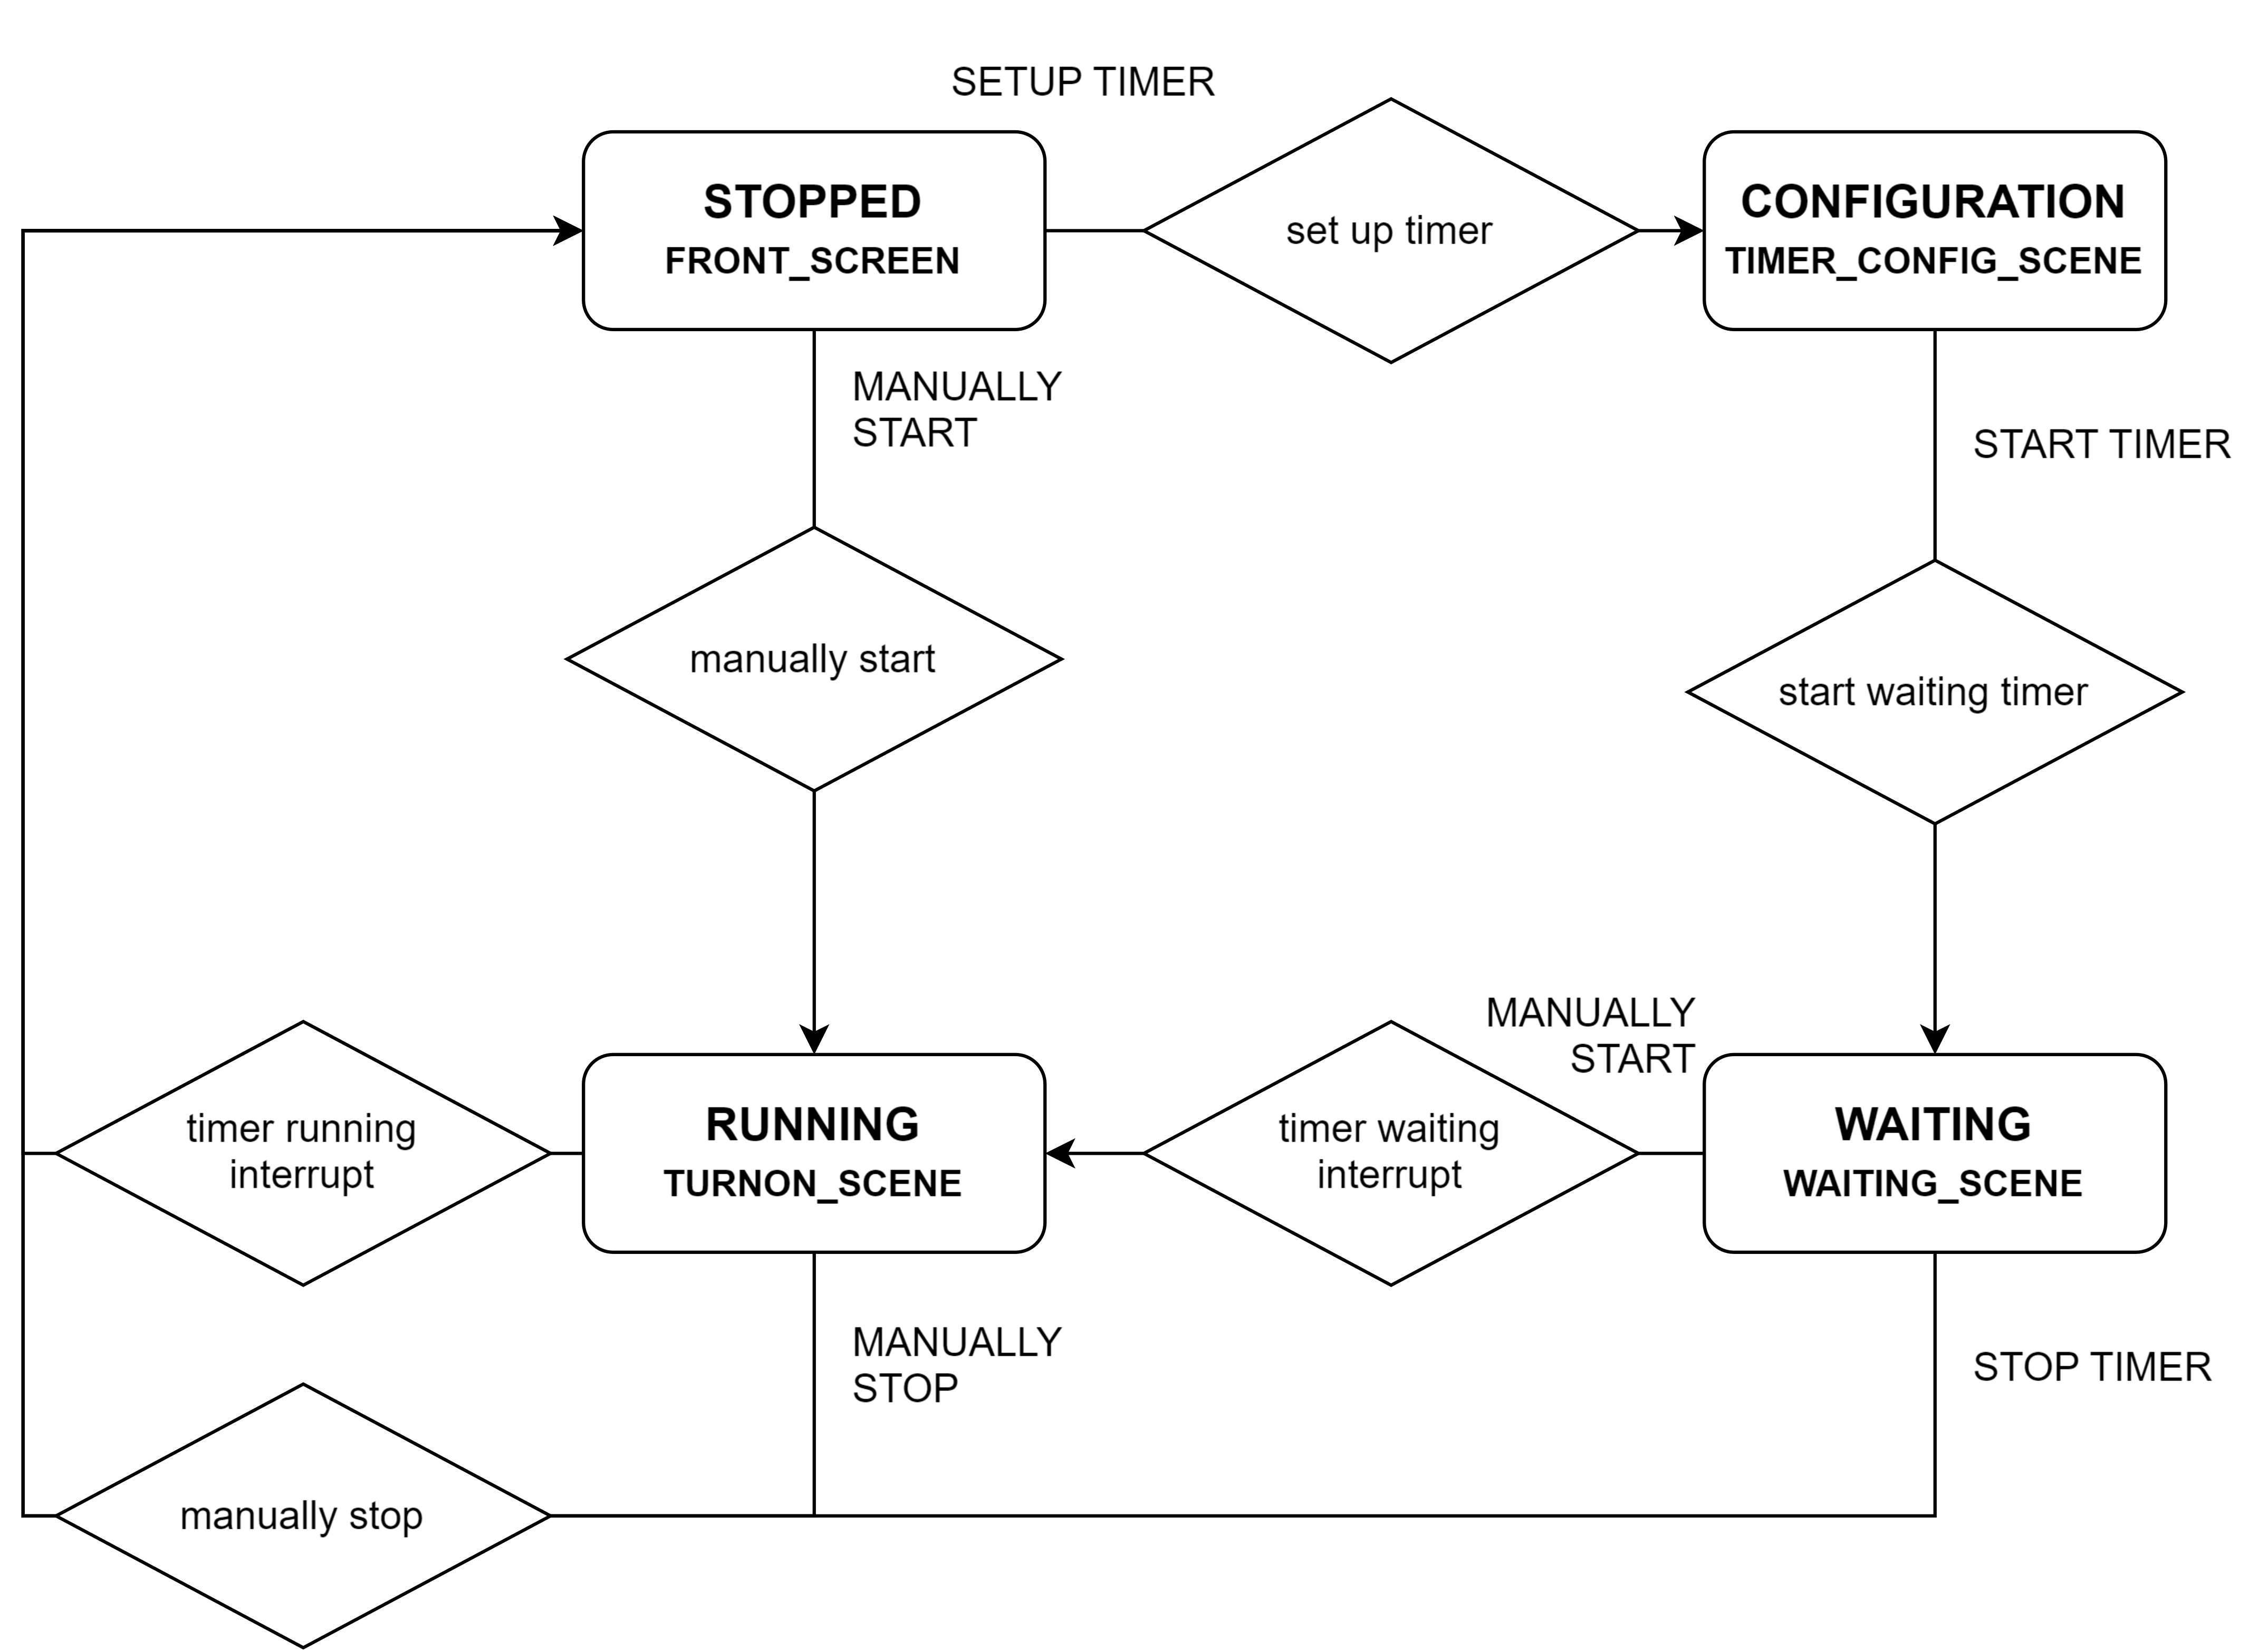 SETUP TIMER
STOPPED
FRONT_SCREEN
set up timer
CONFIGURATION
TIMER_CONFIG_SCENE
MANUALLY
START
START TIMER
manually start
start waiting timer
MANUALLY
START
timer running
interrupt
RUNNING
TURNON_SCENE
timer waiting
interrupt
WAITING
WAITING_SCENE
MANUALLY
STOP
STOP TIMER
manually stop